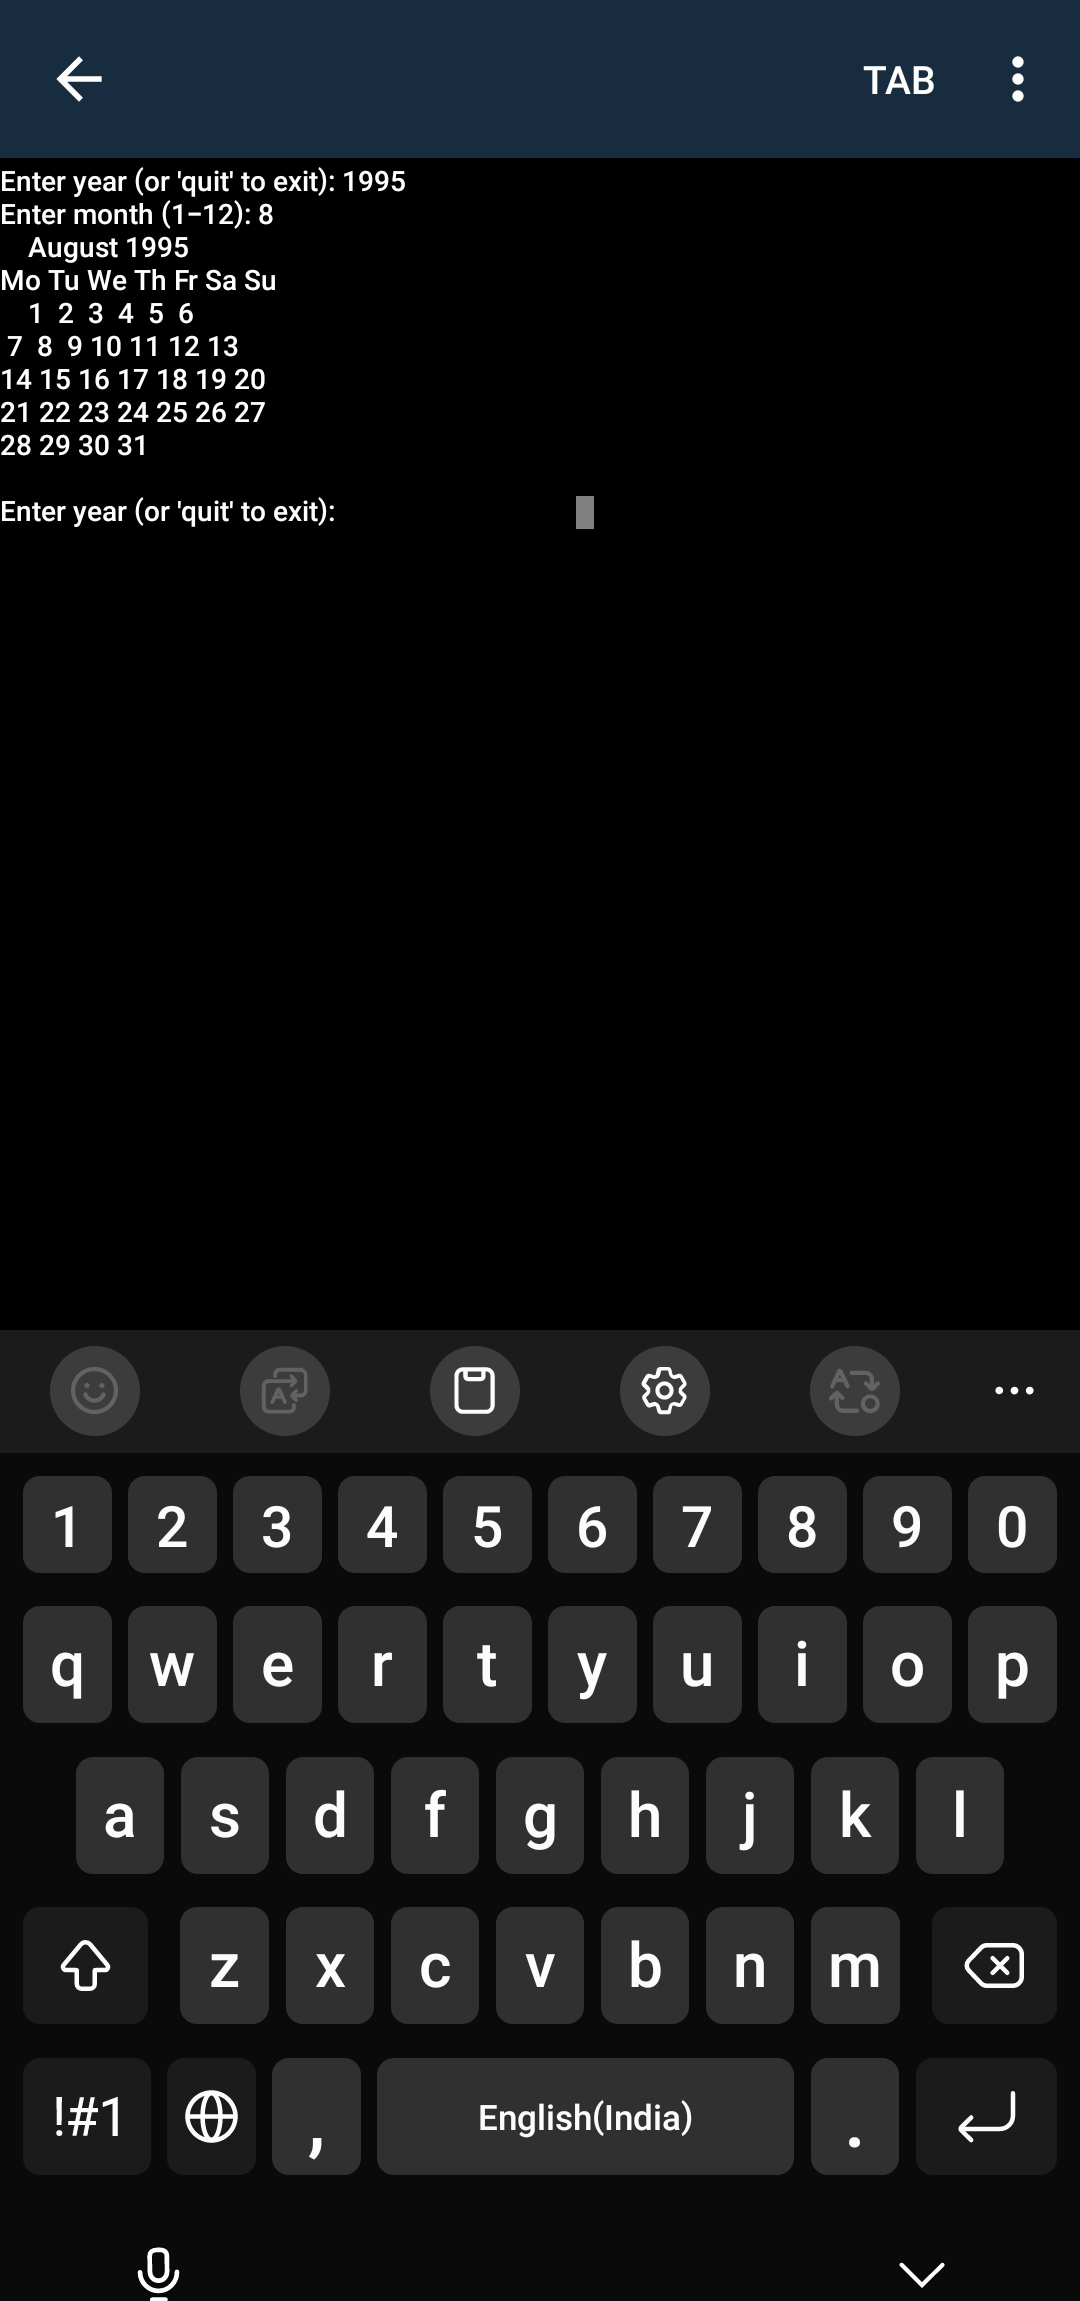 TAB
Enter year (or 'quit' to exit): 1995
Enter month (1-12): 8
    August 1995
Mo Tu We Th Fr Sa Su
    1  2  3  4  5  6
 7  8  9 10 11 12 13
14 15 16 17 18 19 20
21 22 23 24 25 26 27
28 29 30 31
Enter year (or 'quit' to exit):
1 2 3 4 5 6 7 8 9 0
q w e r t y u i o p
a s d f g h j k l
z x c v b n m
!#1 , English(India) .